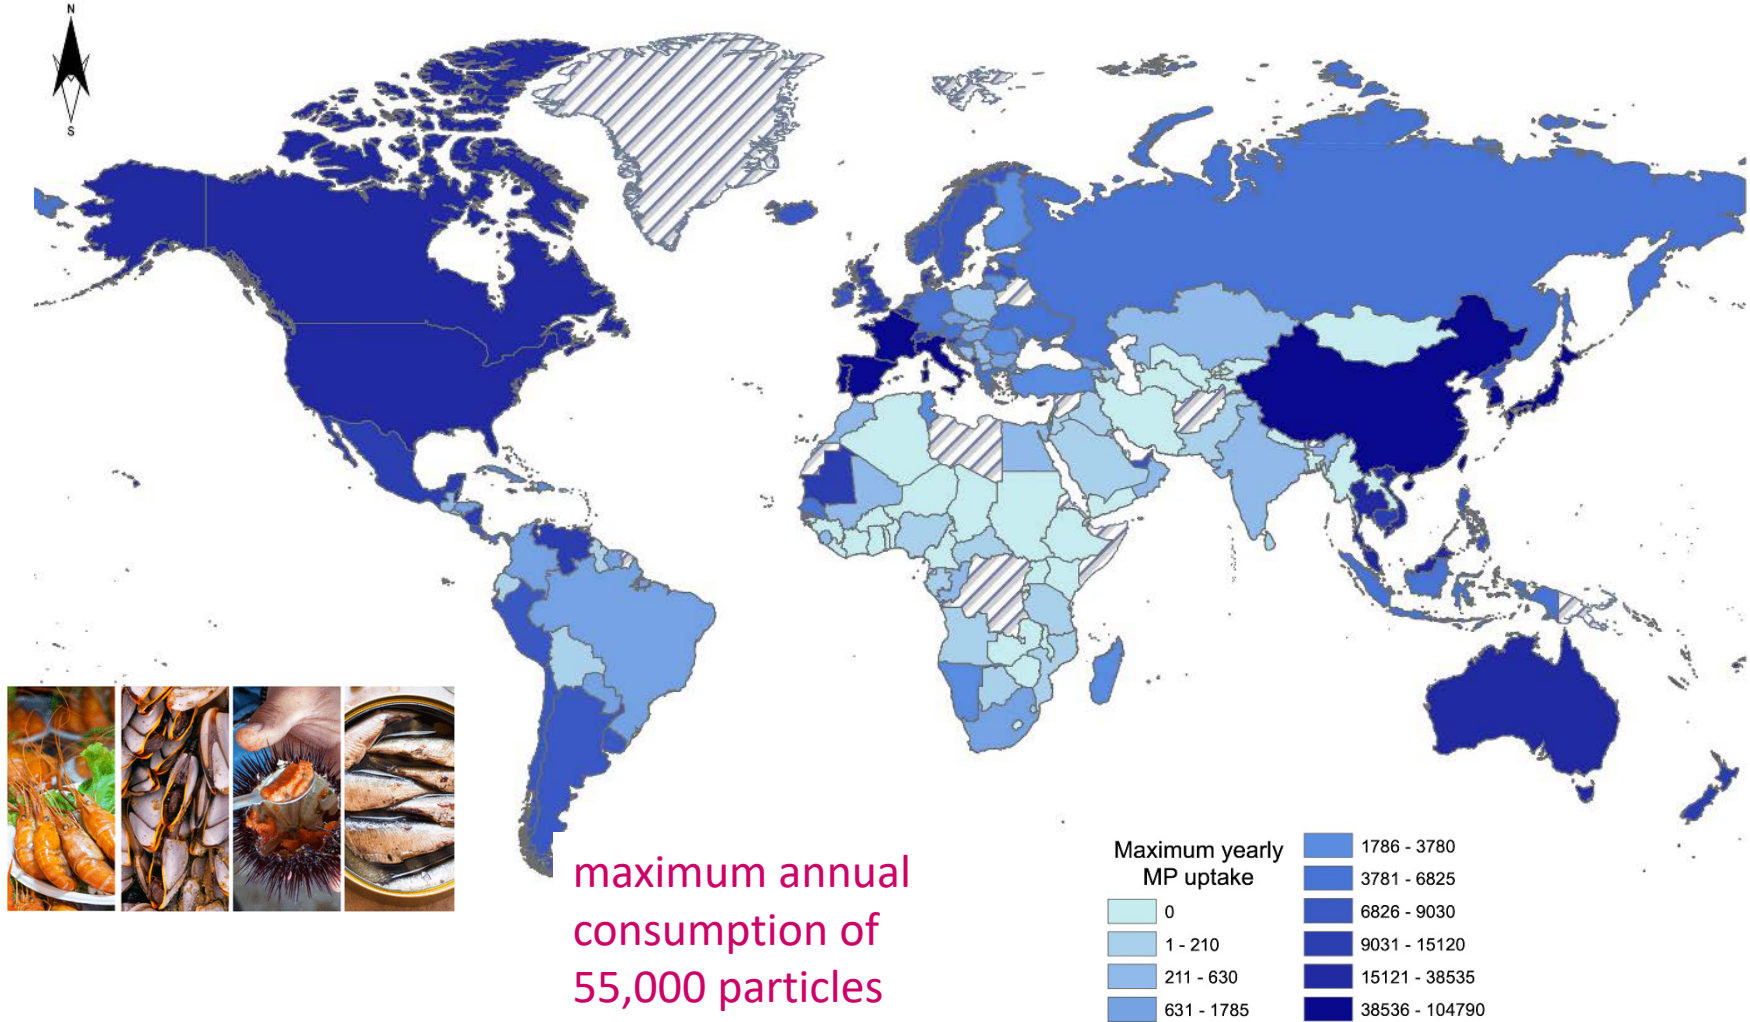 N
S
maximum annual
consumption of
55,000 particles
Maximum yearly
MP uptake
0
1 - 210
211 - 630
631 - 1785
1786 - 3780
3781 - 6825
6826 - 9030
9031 - 15120
15121 - 38535
38536 - 104790